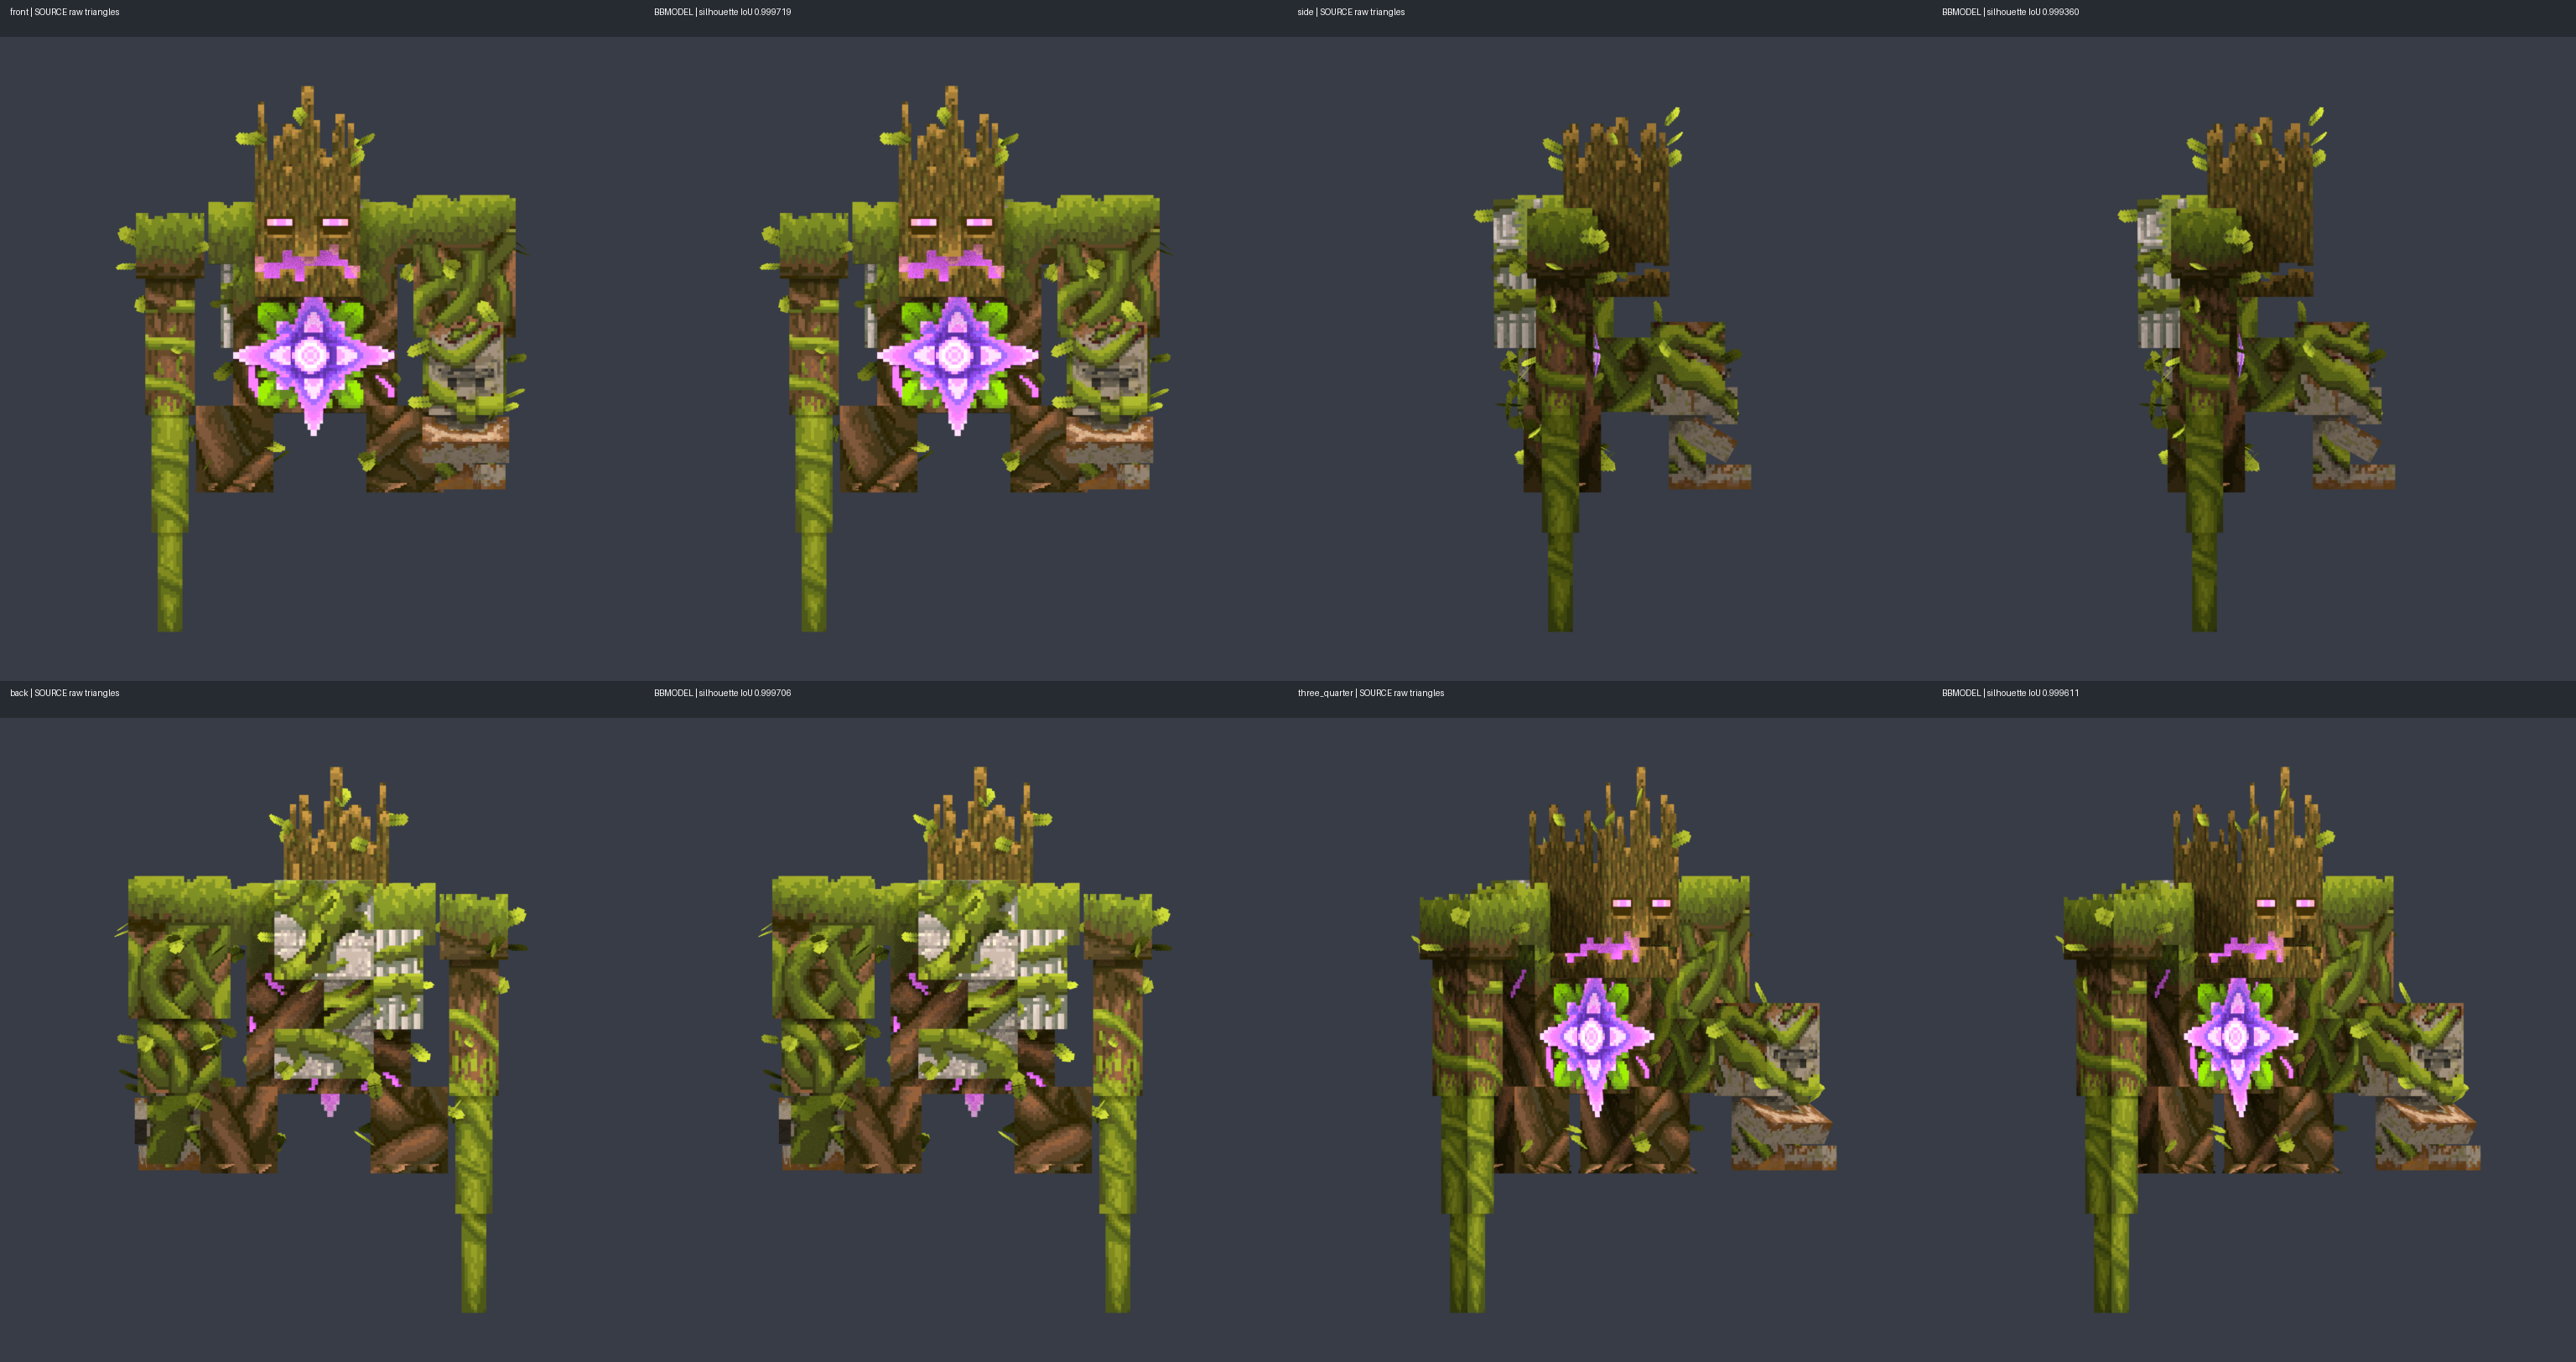 front | SOURCE raw triangles
BBMODEL | silhouette IoU 0.999719
side | SOURCE raw triangles
BBMODEL | silhouette IoU 0.999360
back | SOURCE raw triangles
BBMODEL | silhouette IoU 0.999706
three_quarter | SOURCE raw triangles
BBMODEL | silhouette IoU 0.999611